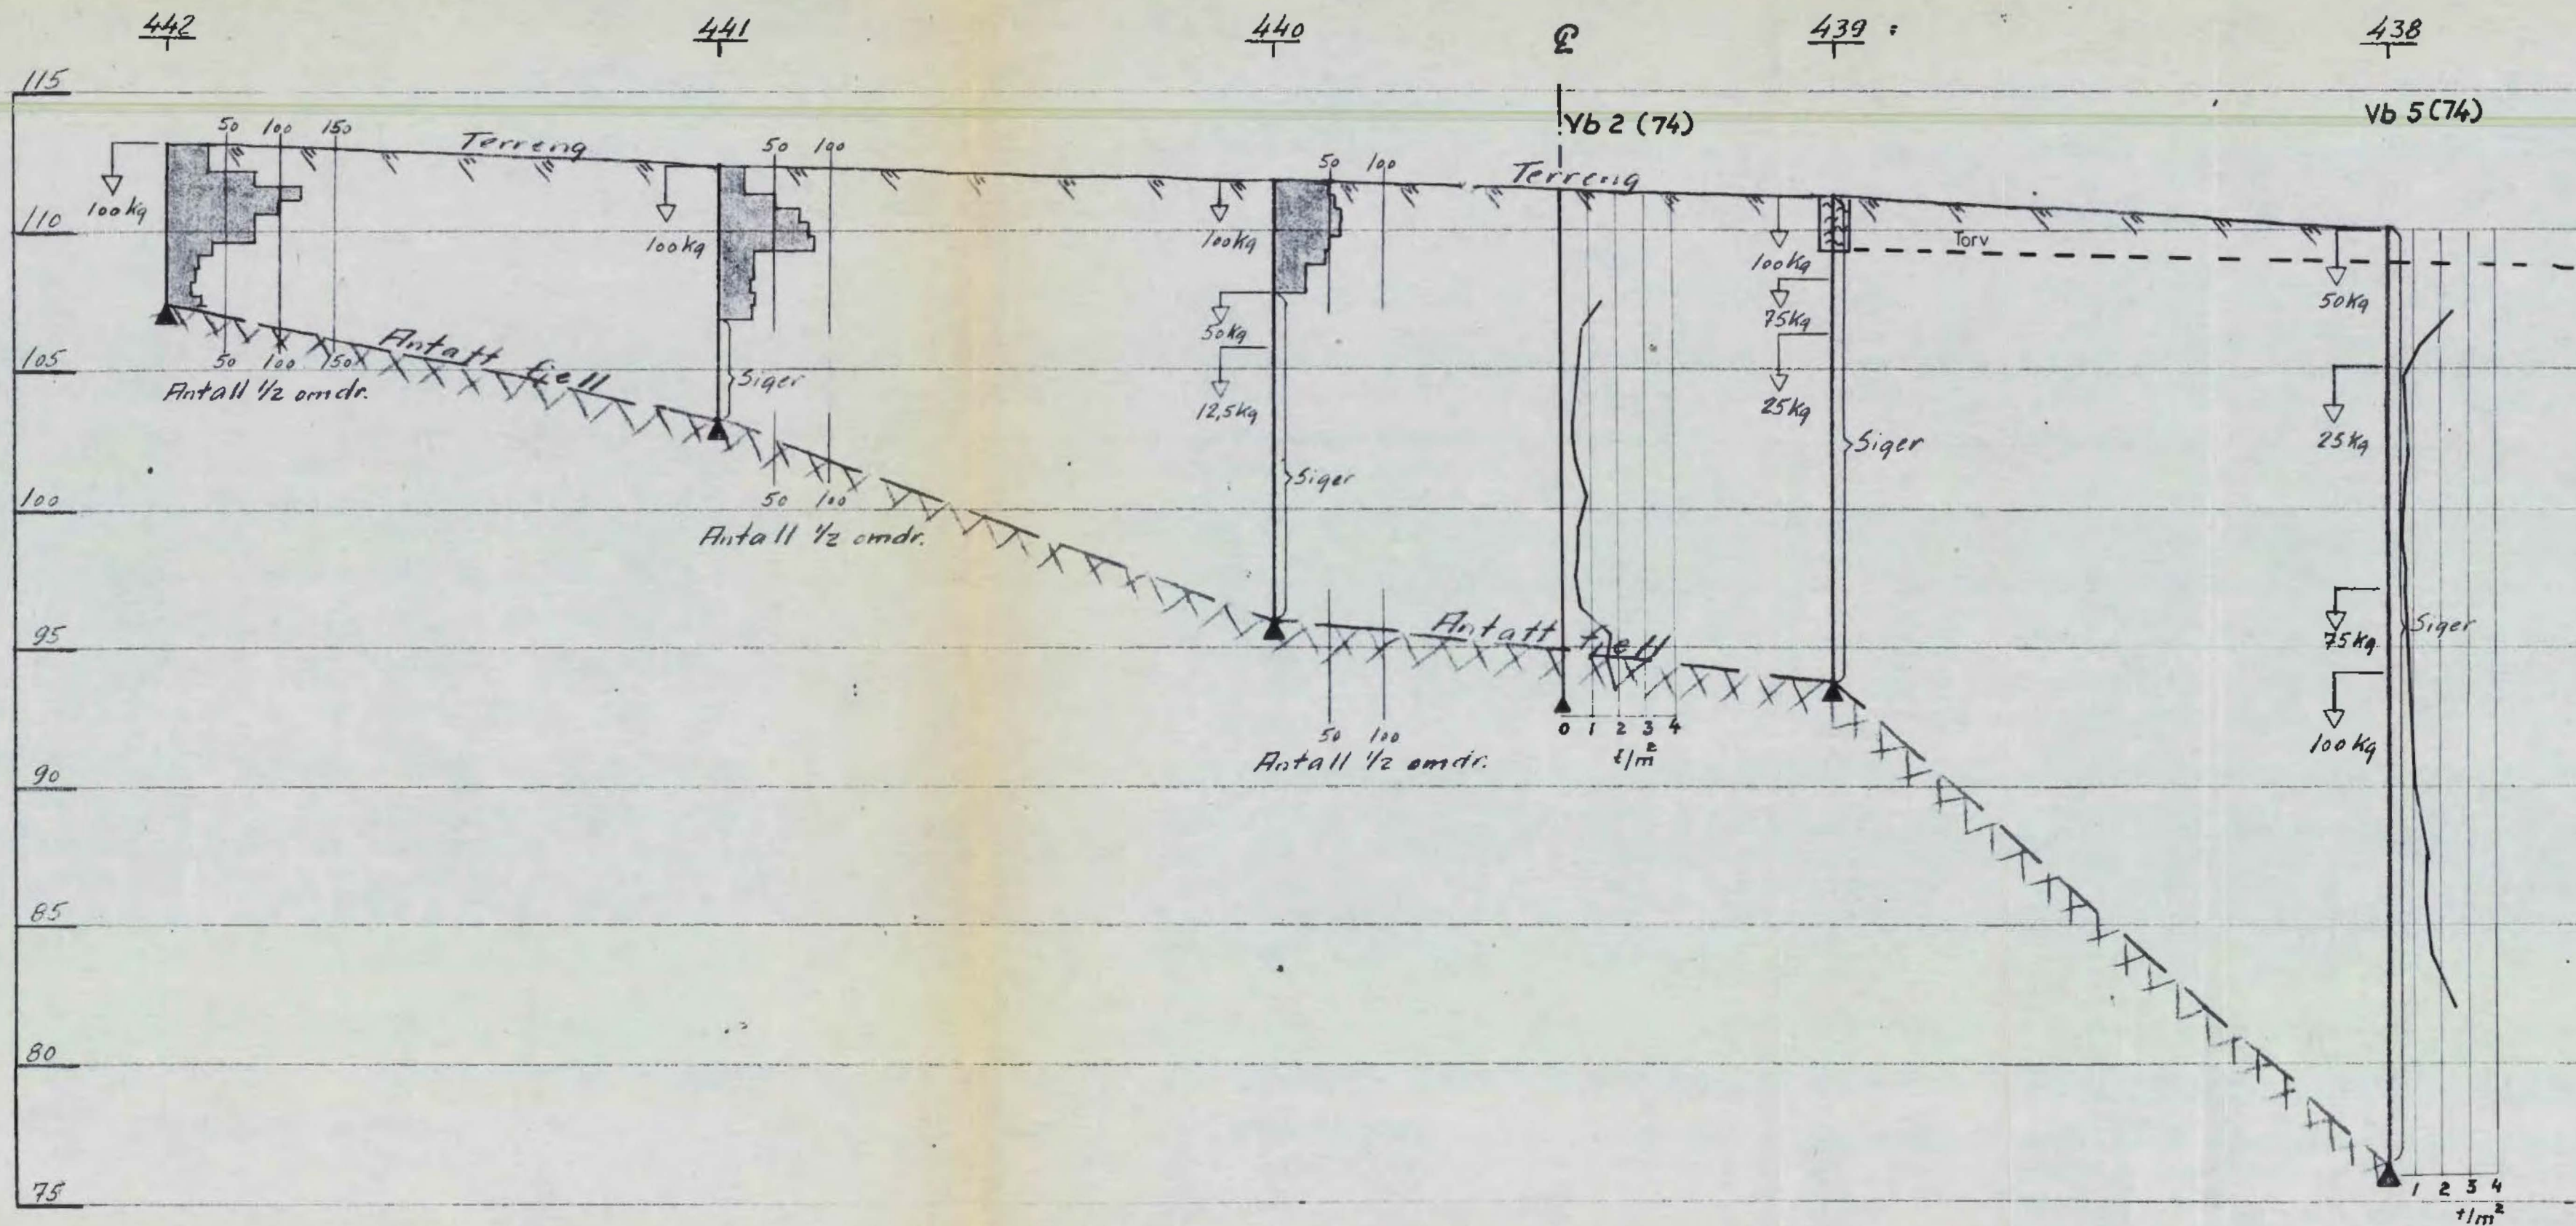 442 441 440 ℄ 439 438
115
Vb 2 (74) Vb 5 (74)
50 100 150 Terreng 50 100 50 100 Terreng
100 kg 100 kg 100 kg 100 kg Torv 50 kg
110
50 kg 75 kg
105
Antatt fjell
50 100 150
Antall 1/2 omdr.
Siger
12,5 kg 25 kg 25 kg
Siger Siger
100
50 100
Antall 1/2 omdr.
95
Antatt fjell
75 kg Siger
50 100
Antall 1/2 omdr.
0 1 2 3 4
t/m²
100 kg
90
85
80
75
1 2 3 4
t/m²